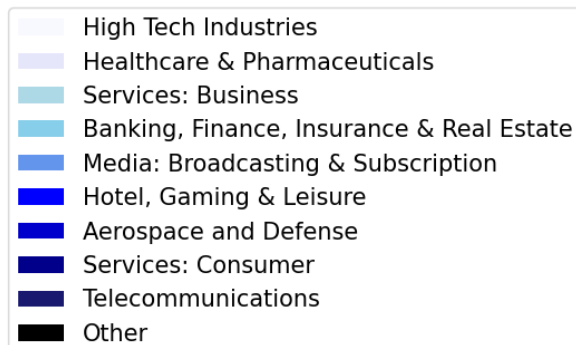 High Tech Industries
Healthcare & Pharmaceuticals
Services: Business
Banking, Finance, Insurance & Real Estate
Media: Broadcasting & Subscription
Hotel, Gaming & Leisure
Aerospace and Defense
Services: Consumer
Telecommunications
Other